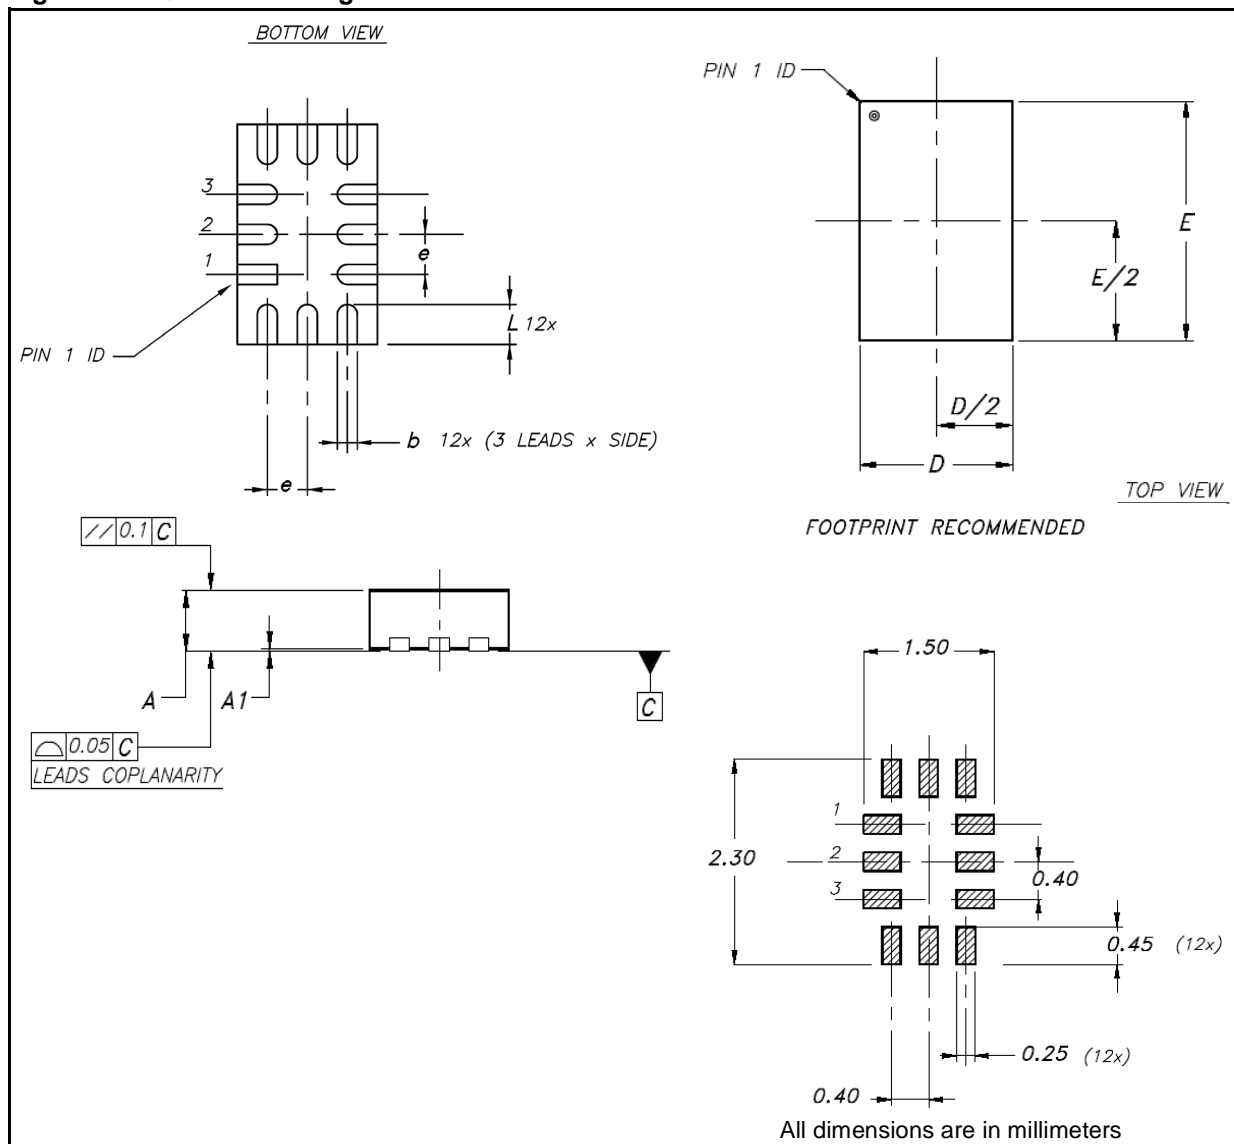 BOTTOM VIEW
PIN 1 ID
3
2
1
e
L 12x
PIN 1 ID
b 12x (3 LEADS x SIDE)
e
E
E/2
D/2
D
TOP VIEW
// 0.1 C
A
A1
C
0.05 C
LEADS COPLANARITY
FOOTPRINT RECOMMENDED
1.50
1
2
3
2.30
0.40
0.45 (12x)
0.25 (12x)
0.40
All dimensions are in millimeters